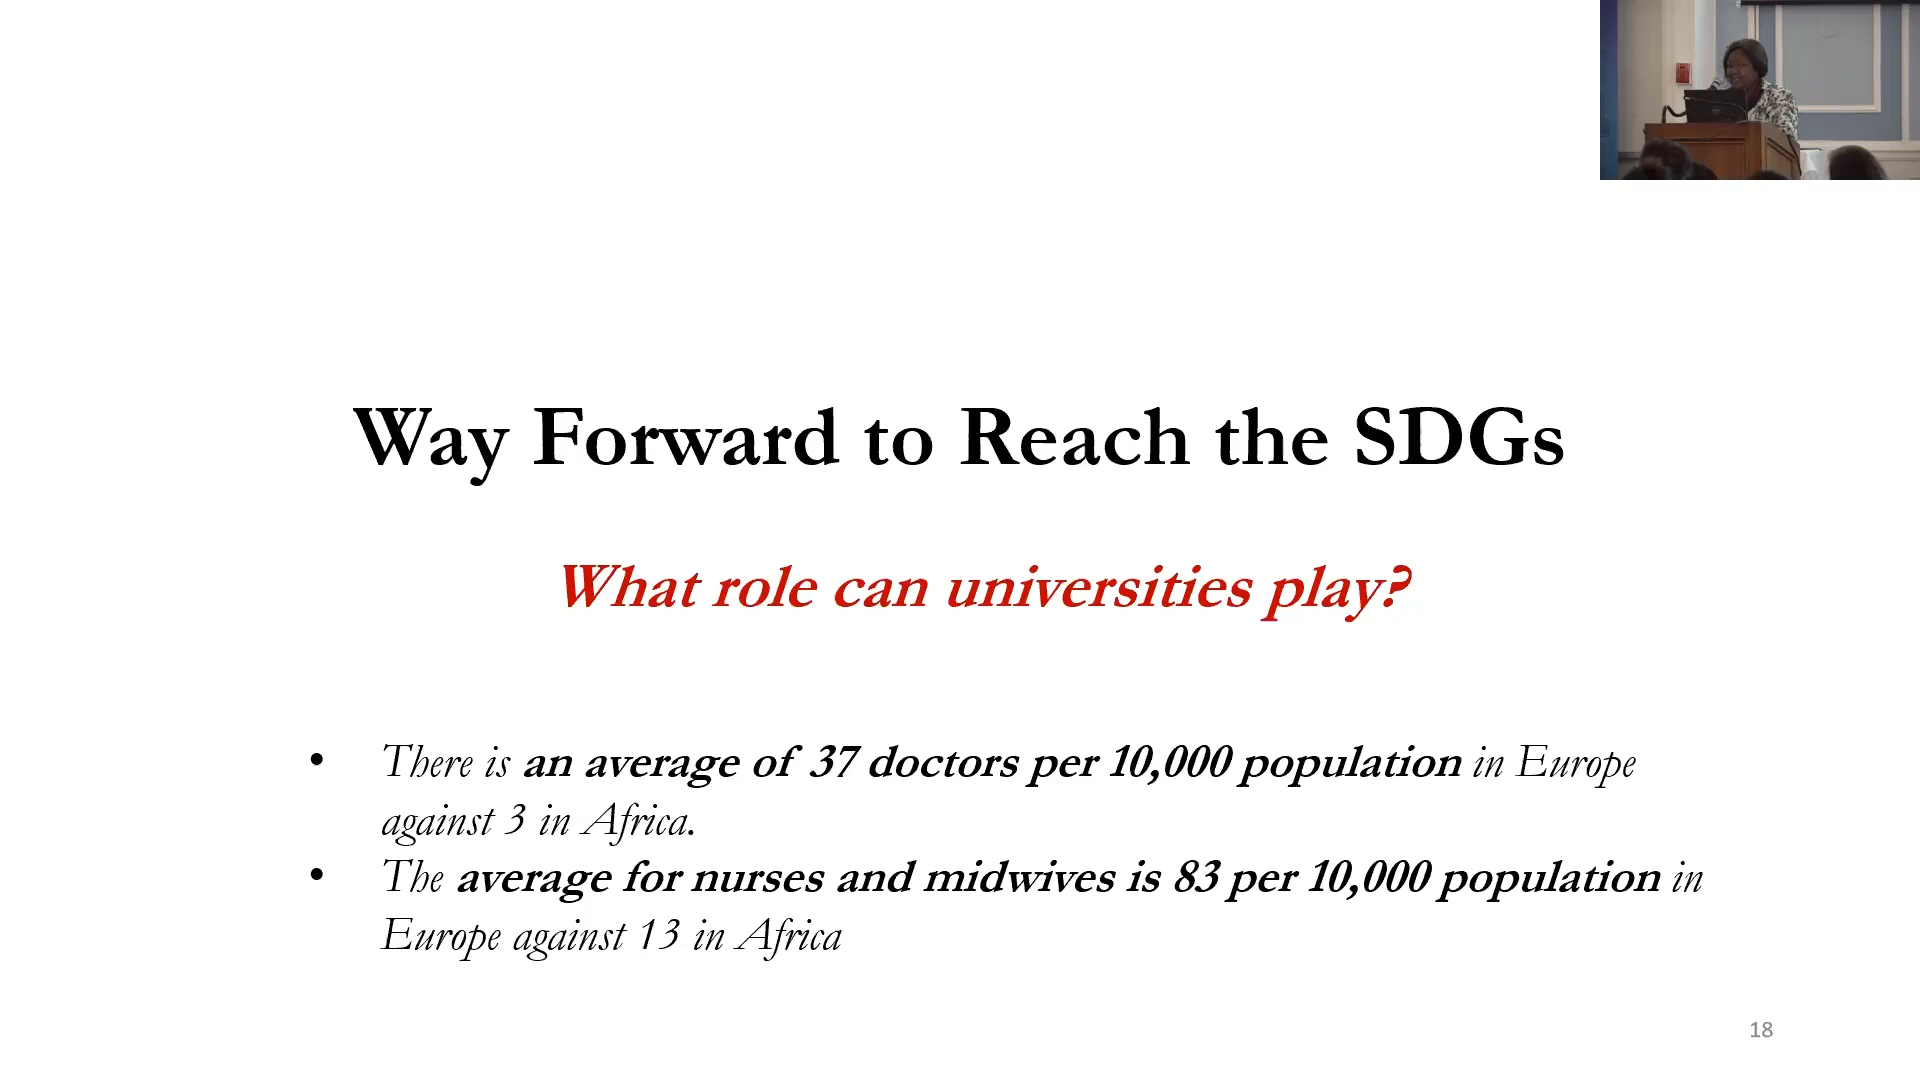 Way Forward to Reach the SDGs
What role can universities play?
• There is an average of 37 doctors per 10,000 population in Europe
against 3 in Africa.
• The average for nurses and midwives is 83 per 10,000 population in
Europe against 13 in Africa
18